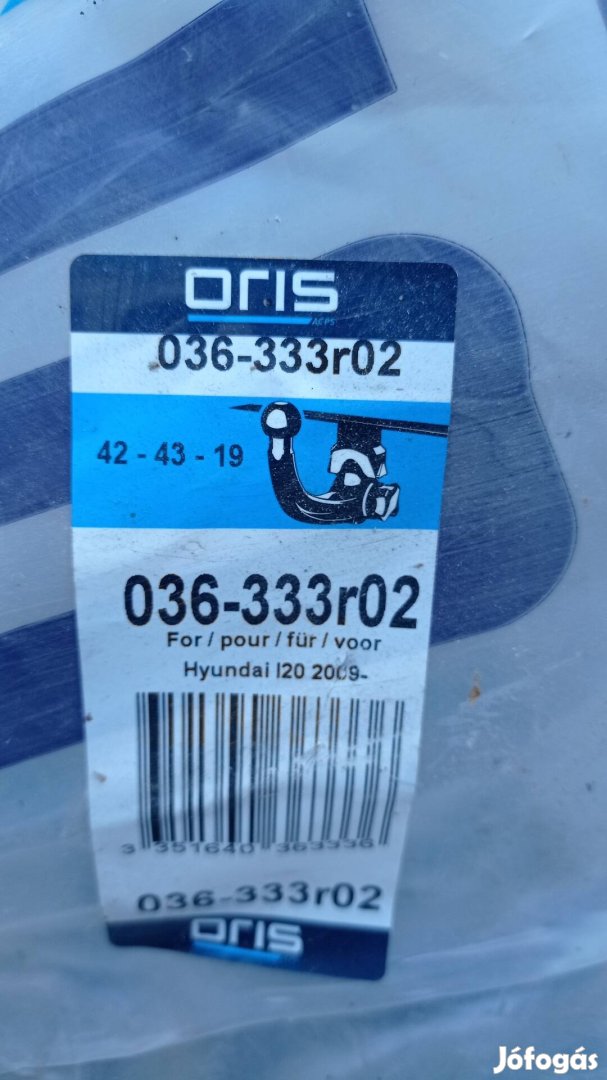 ORIS
ACPS
036-333r02
42 - 43 - 19
036-333r02
For / pour / für / voor
Hyundai I20 2009-
3 351640 363336
036-333r02
ORIS
Jófogás